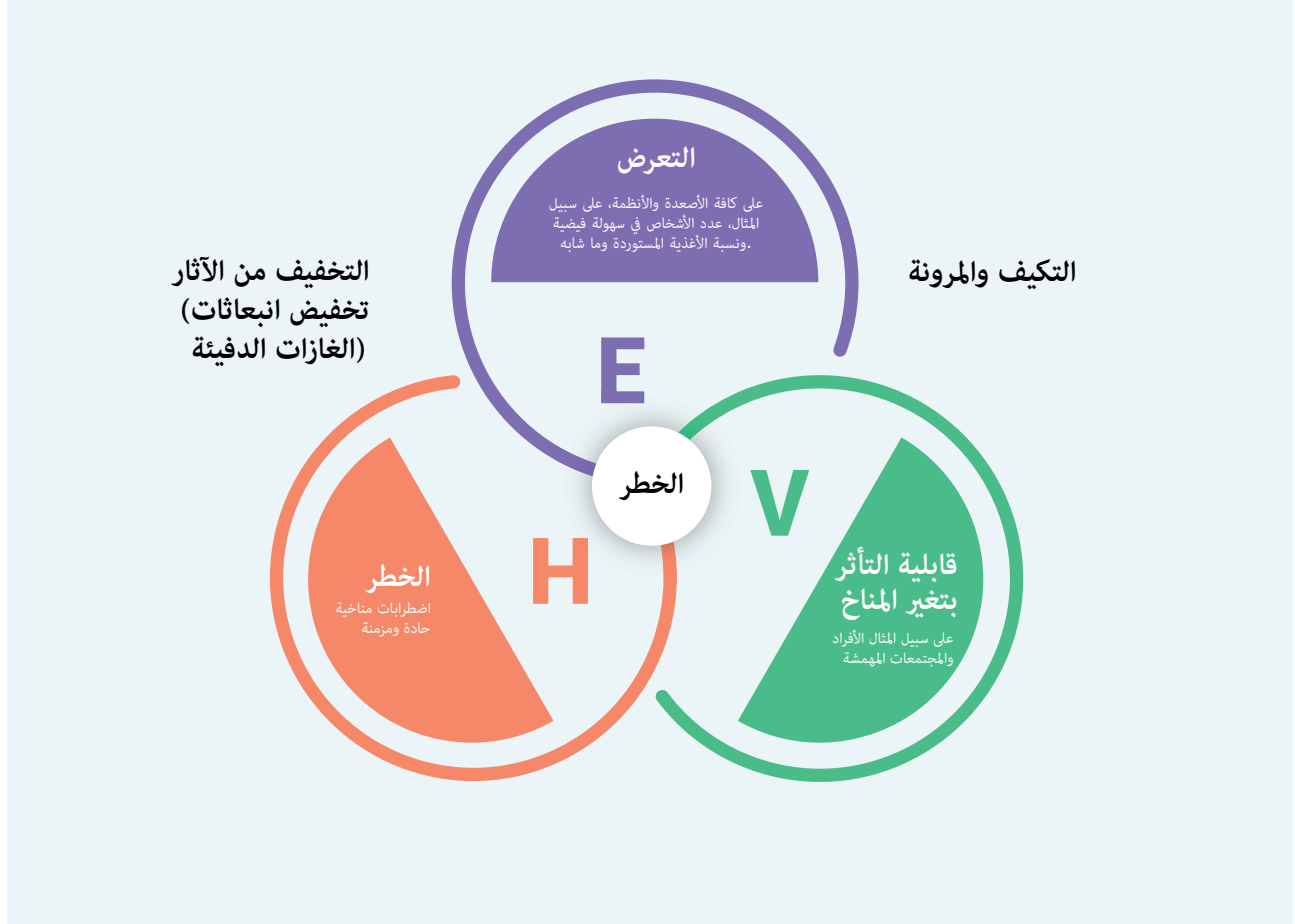 التعرض
على كافة الأصعدة والأنظمة، على سبيل
المثال، عدد الأشخاص في سهولة فيضية
ونسبة الأغذية المستوردة وما شابه.
التكيف والمرونة
التخفيف من الآثار
(تخفيض انبعاثات
الغازات الدفيئة)
E
الخطر
V
قابلية التأثر
بتغير المناخ
على سبيل المثال الأفراد
والمجتمعات المهمشة
H
الخطر
اضطرابات مناخية
حادة ومزمنة